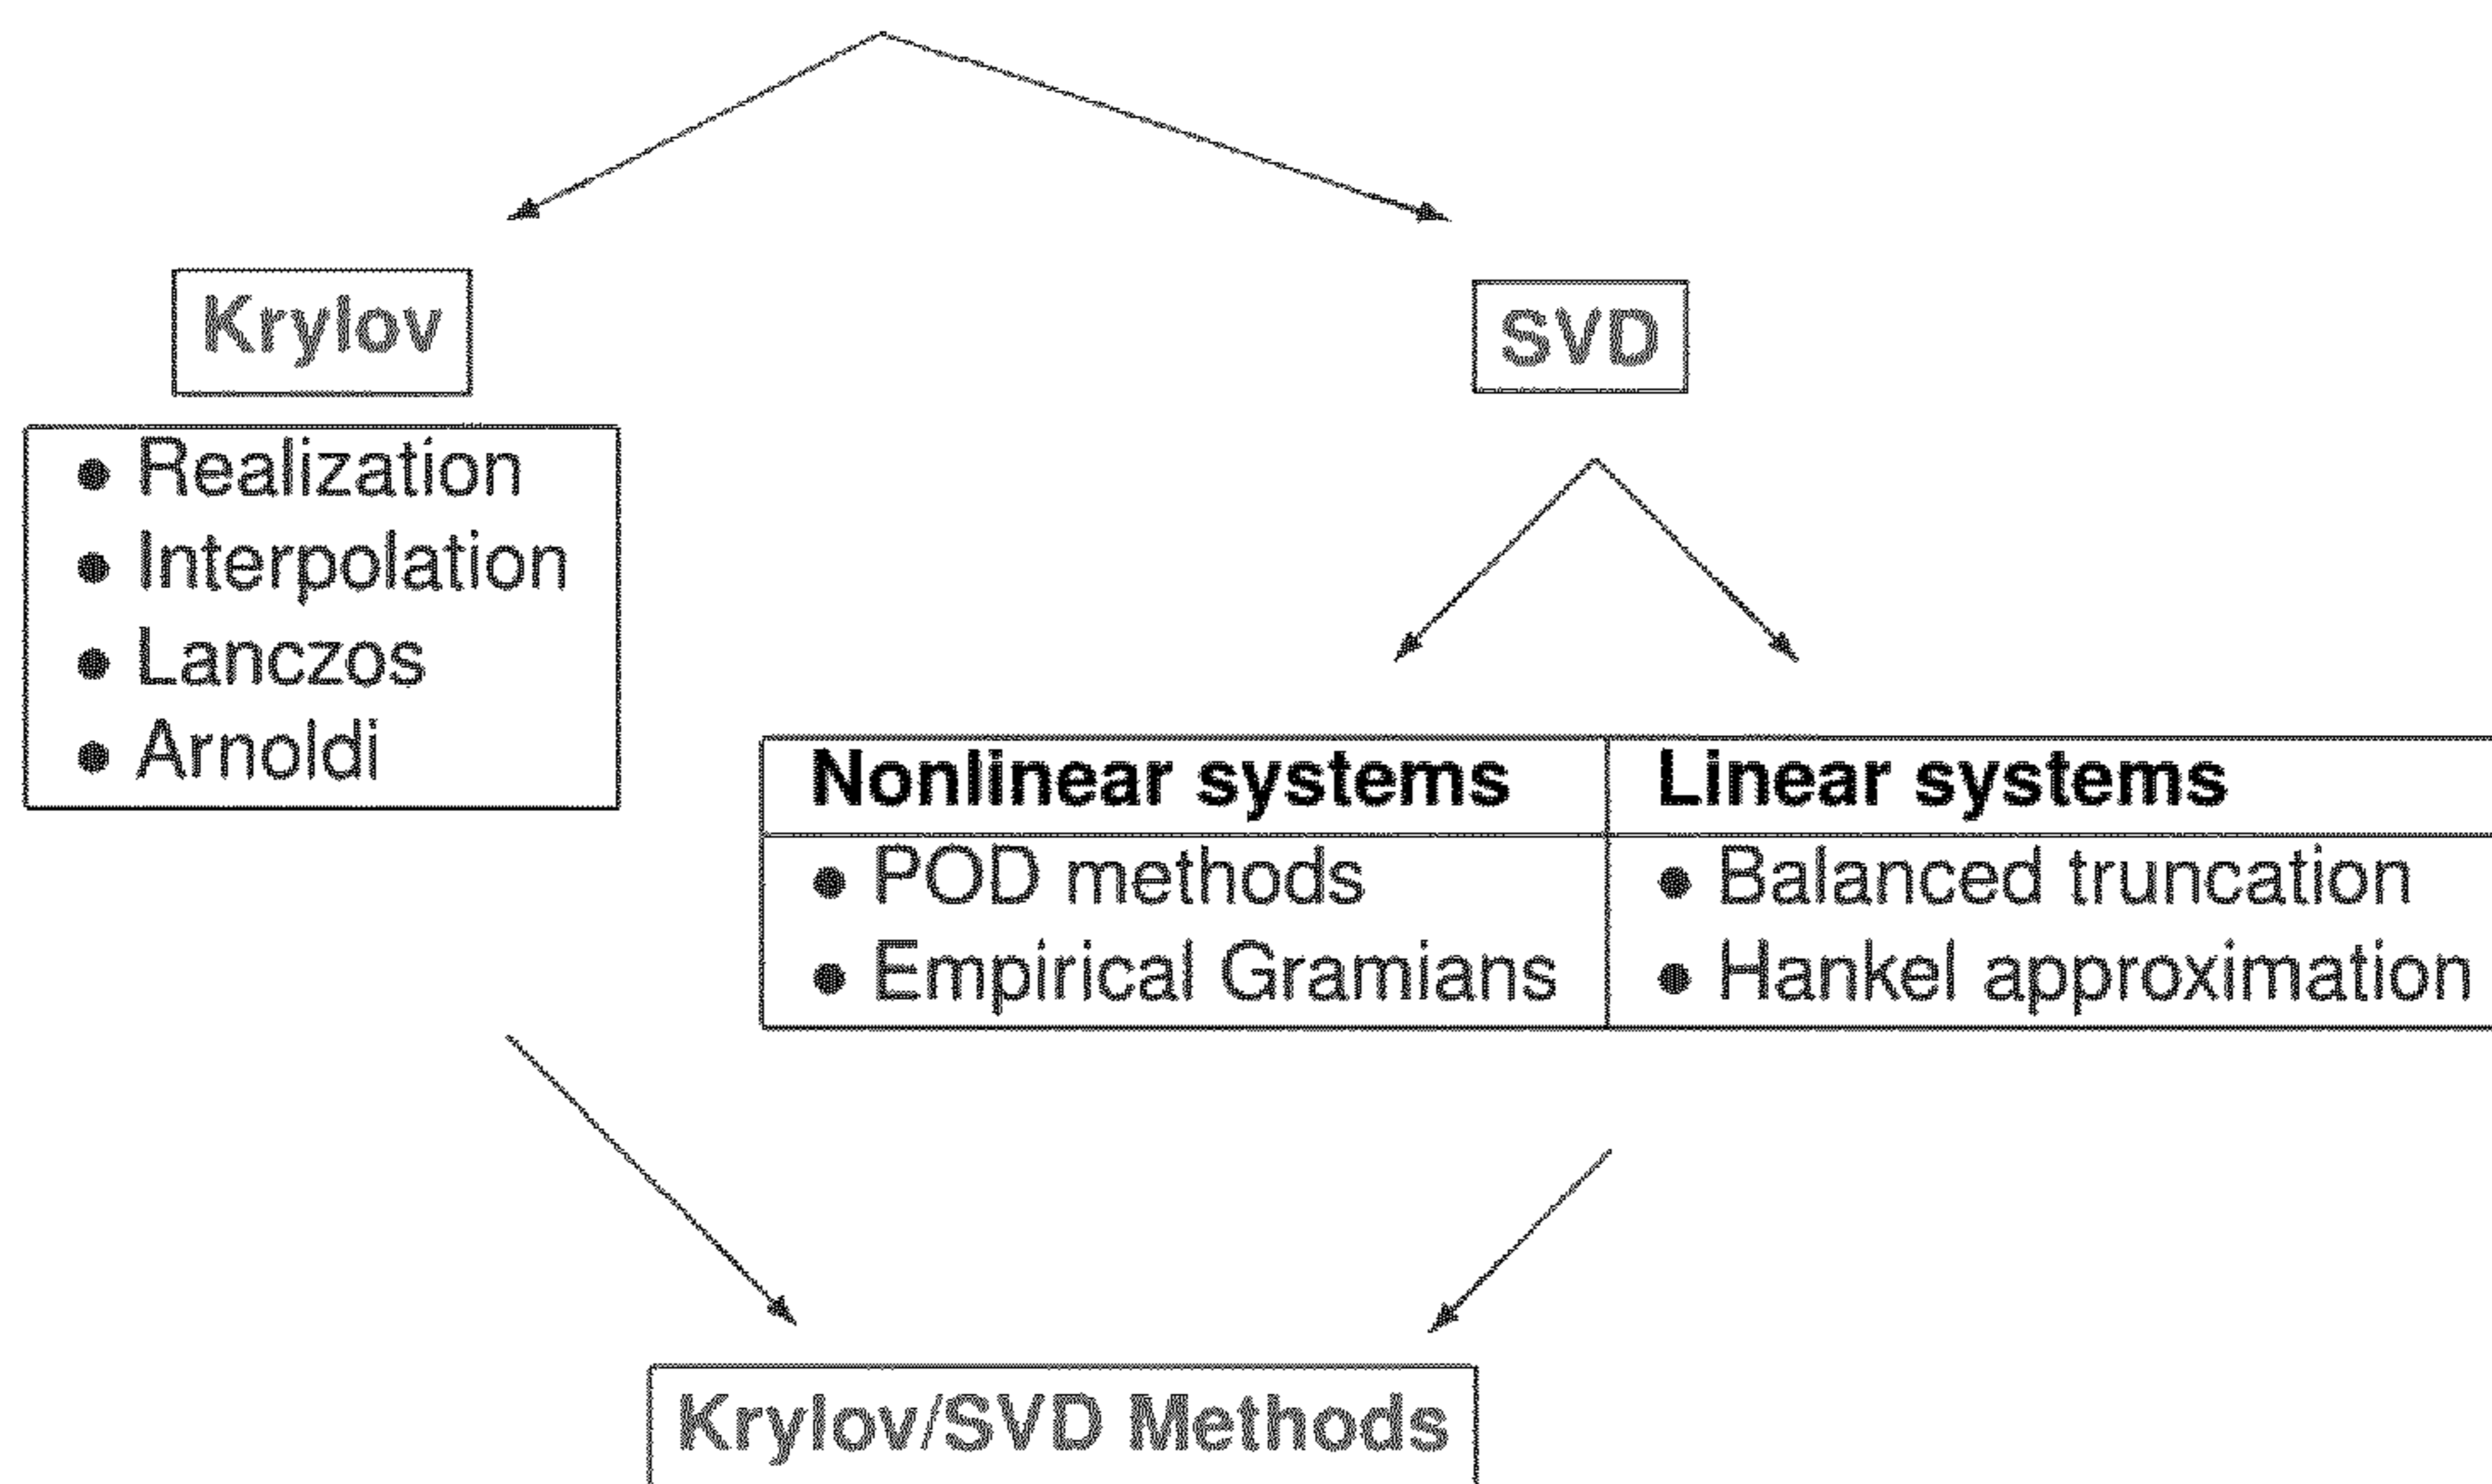 Krylov
SVD
• Realization
• Interpolation
• Lanczos
• Arnoldi
Nonlinear systems
• POD methods
• Empirical Gramians
Linear systems
• Balanced truncation
• Hankel approximation
Krylov/SVD Methods